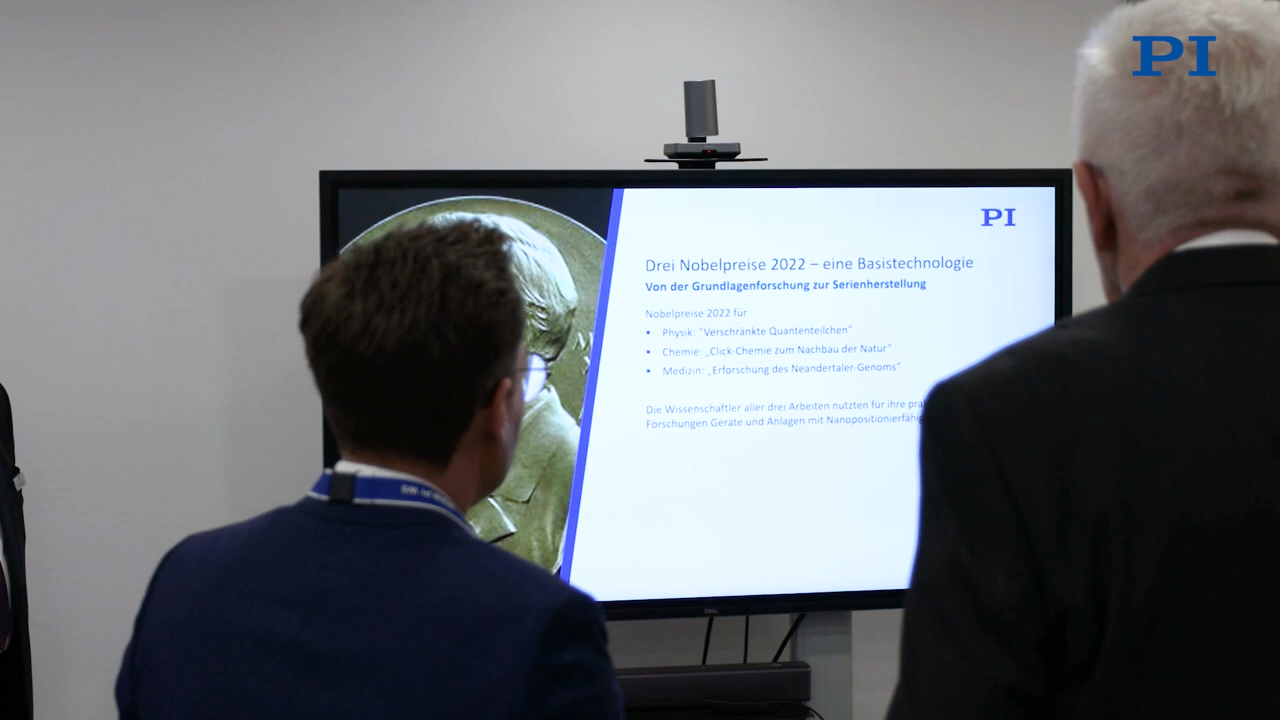 PI
PI
Drei Nobelpreise 2022 – eine Basistechnologie
Von der Grundlagenforschung zur Serienherstellung
Nobelpreise 2022 für
▪ Physik: “Verschränkte Quantenteilchen”
▪ Chemie: „Click-Chemie zum Nachbau der Natur”
▪ Medizin: „Erforschung des Neandertaler-Genoms”
Die Wissenschaftler aller drei Arbeiten nutzten für ihre
Forschungen Geräte und Anlagen mit
DELL